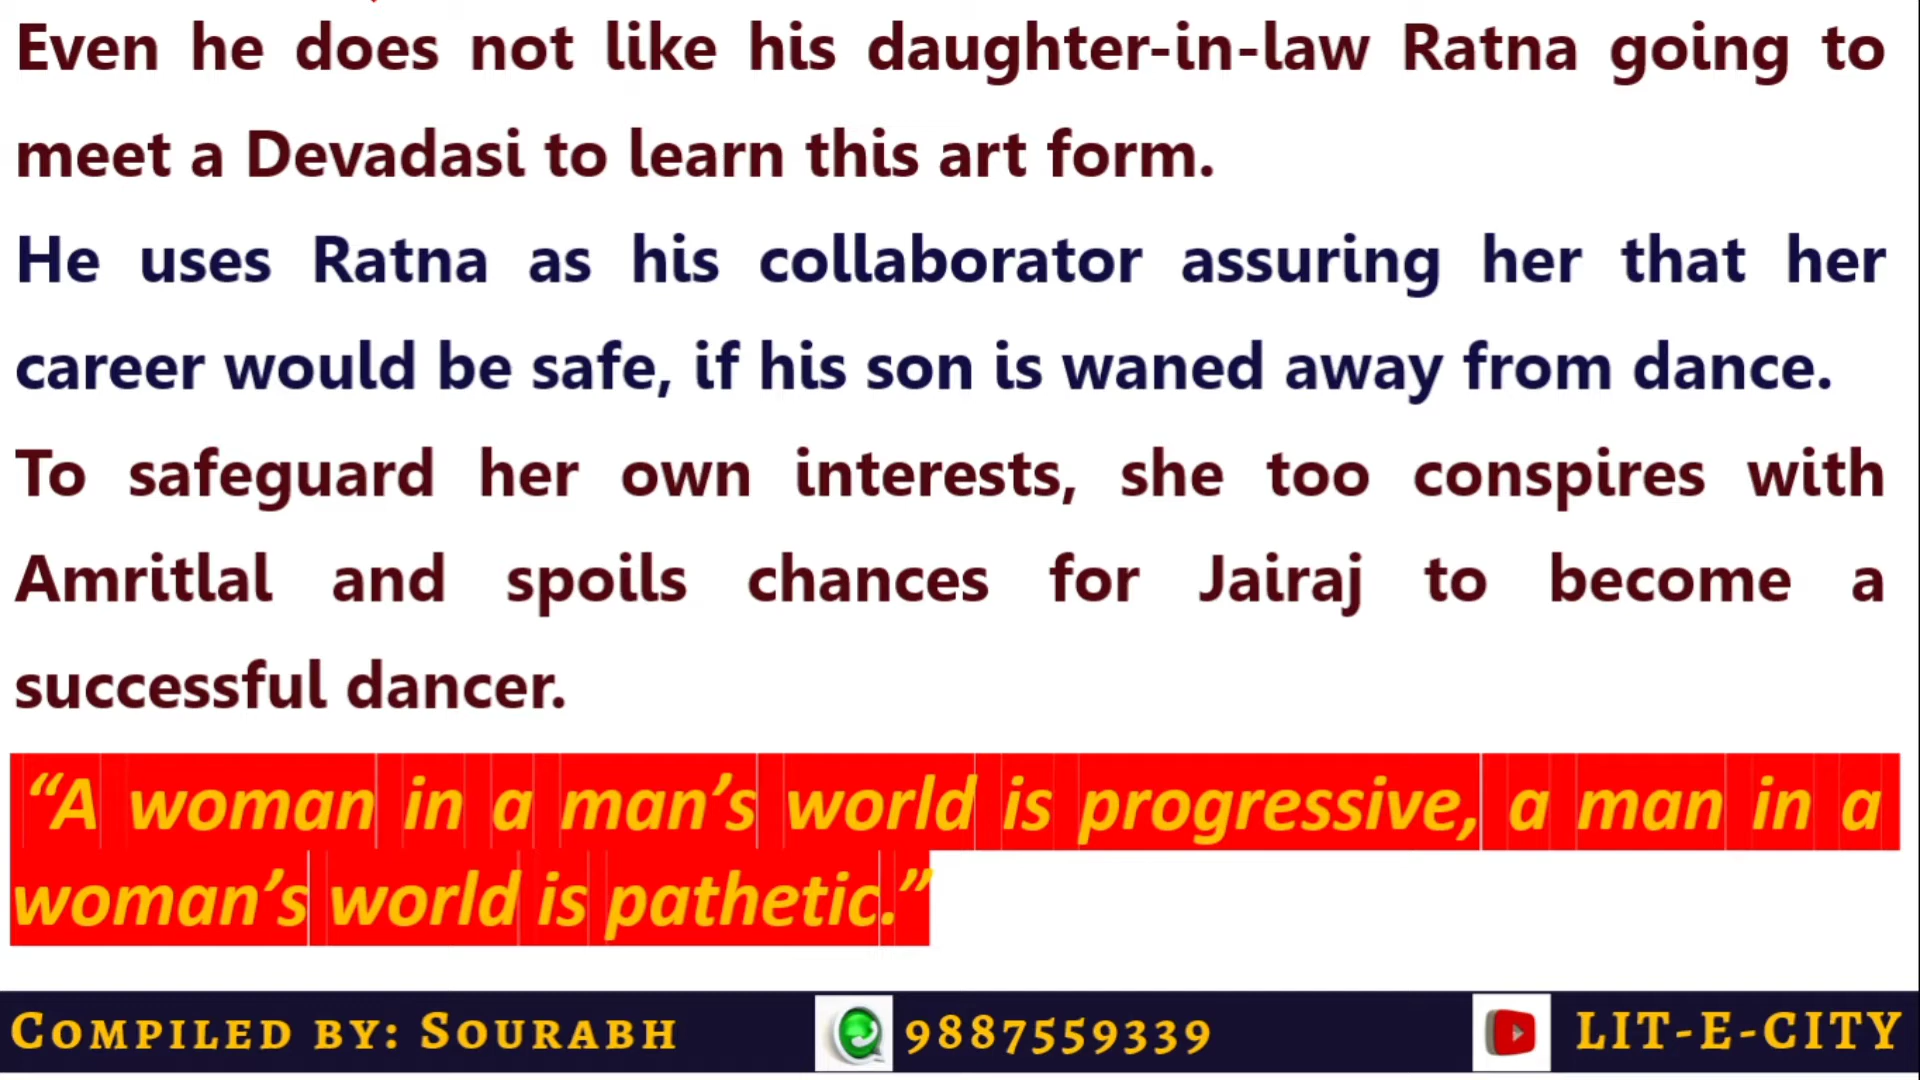 Even he does not like his daughter-in-law Ratna going to
meet a Devadasi to learn this art form.
He uses Ratna as his collaborator assuring her that her
career would be safe, if his son is waned away from dance.
To safeguard her own interests, she too conspires with
Amritlal and spoils chances for Jairaj to become a
successful dancer.
“A woman in a man’s world is progressive, a man in a
woman’s world is pathetic.”
COMPILED BY: SOURABH 9887559339 LIT-E-CITY